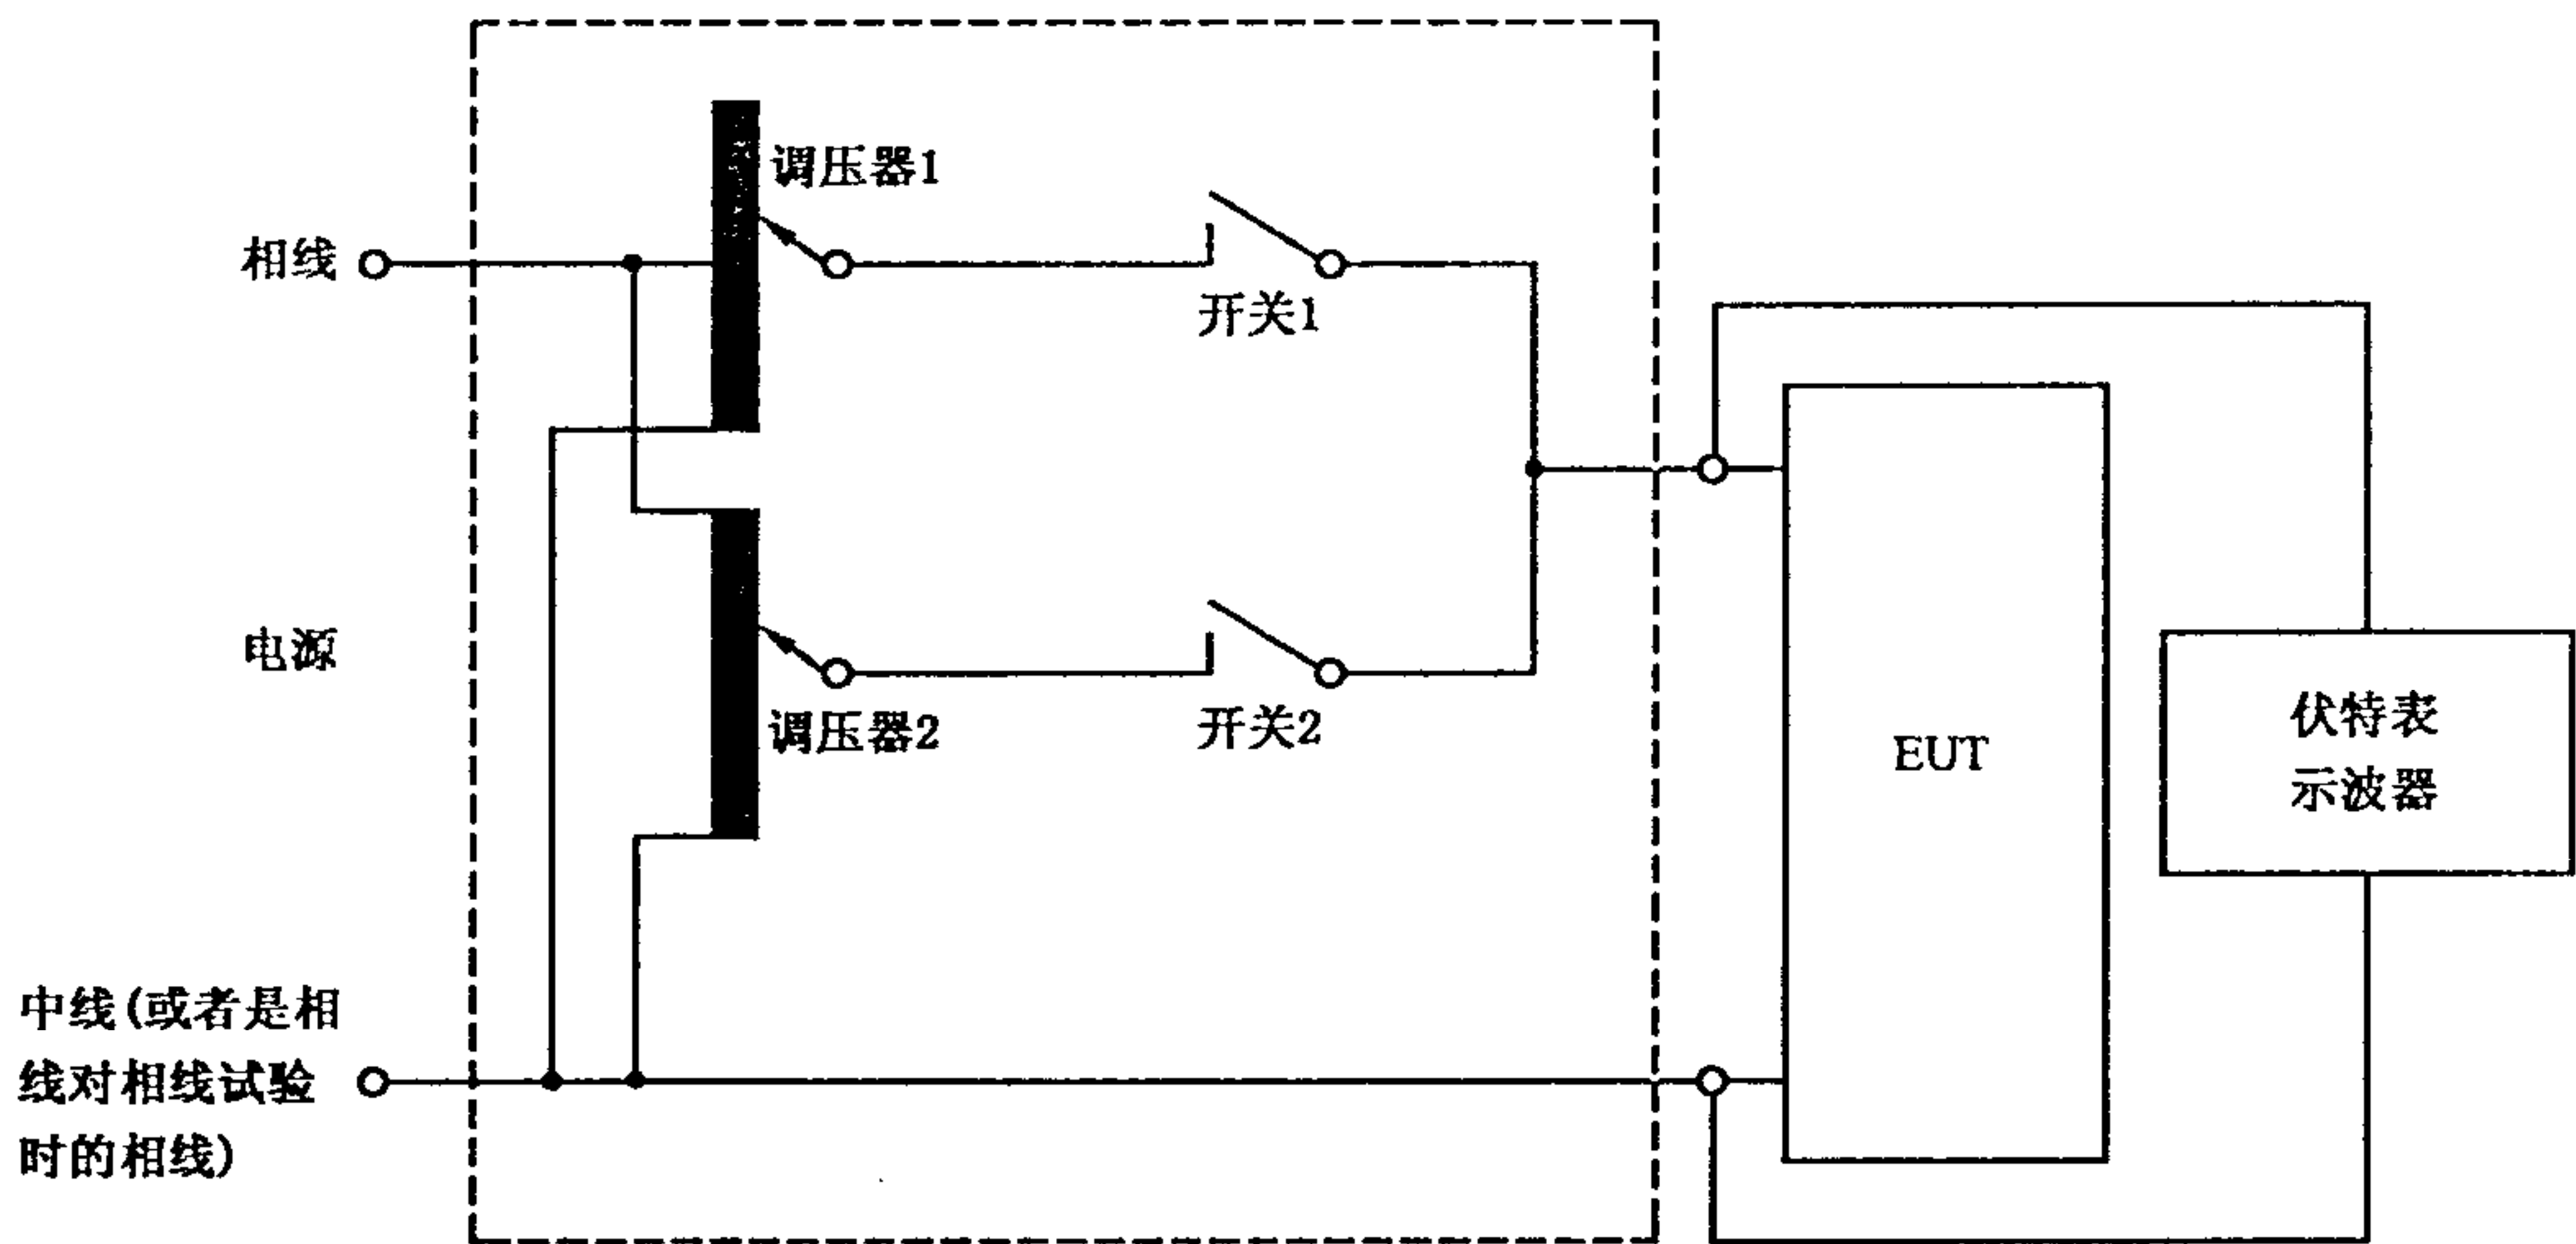 调压器1
相线
开关1
电源
调压器2
开关2
EUT
伏特表
示波器
中线(或者是相
线对相线试验
时的相线)